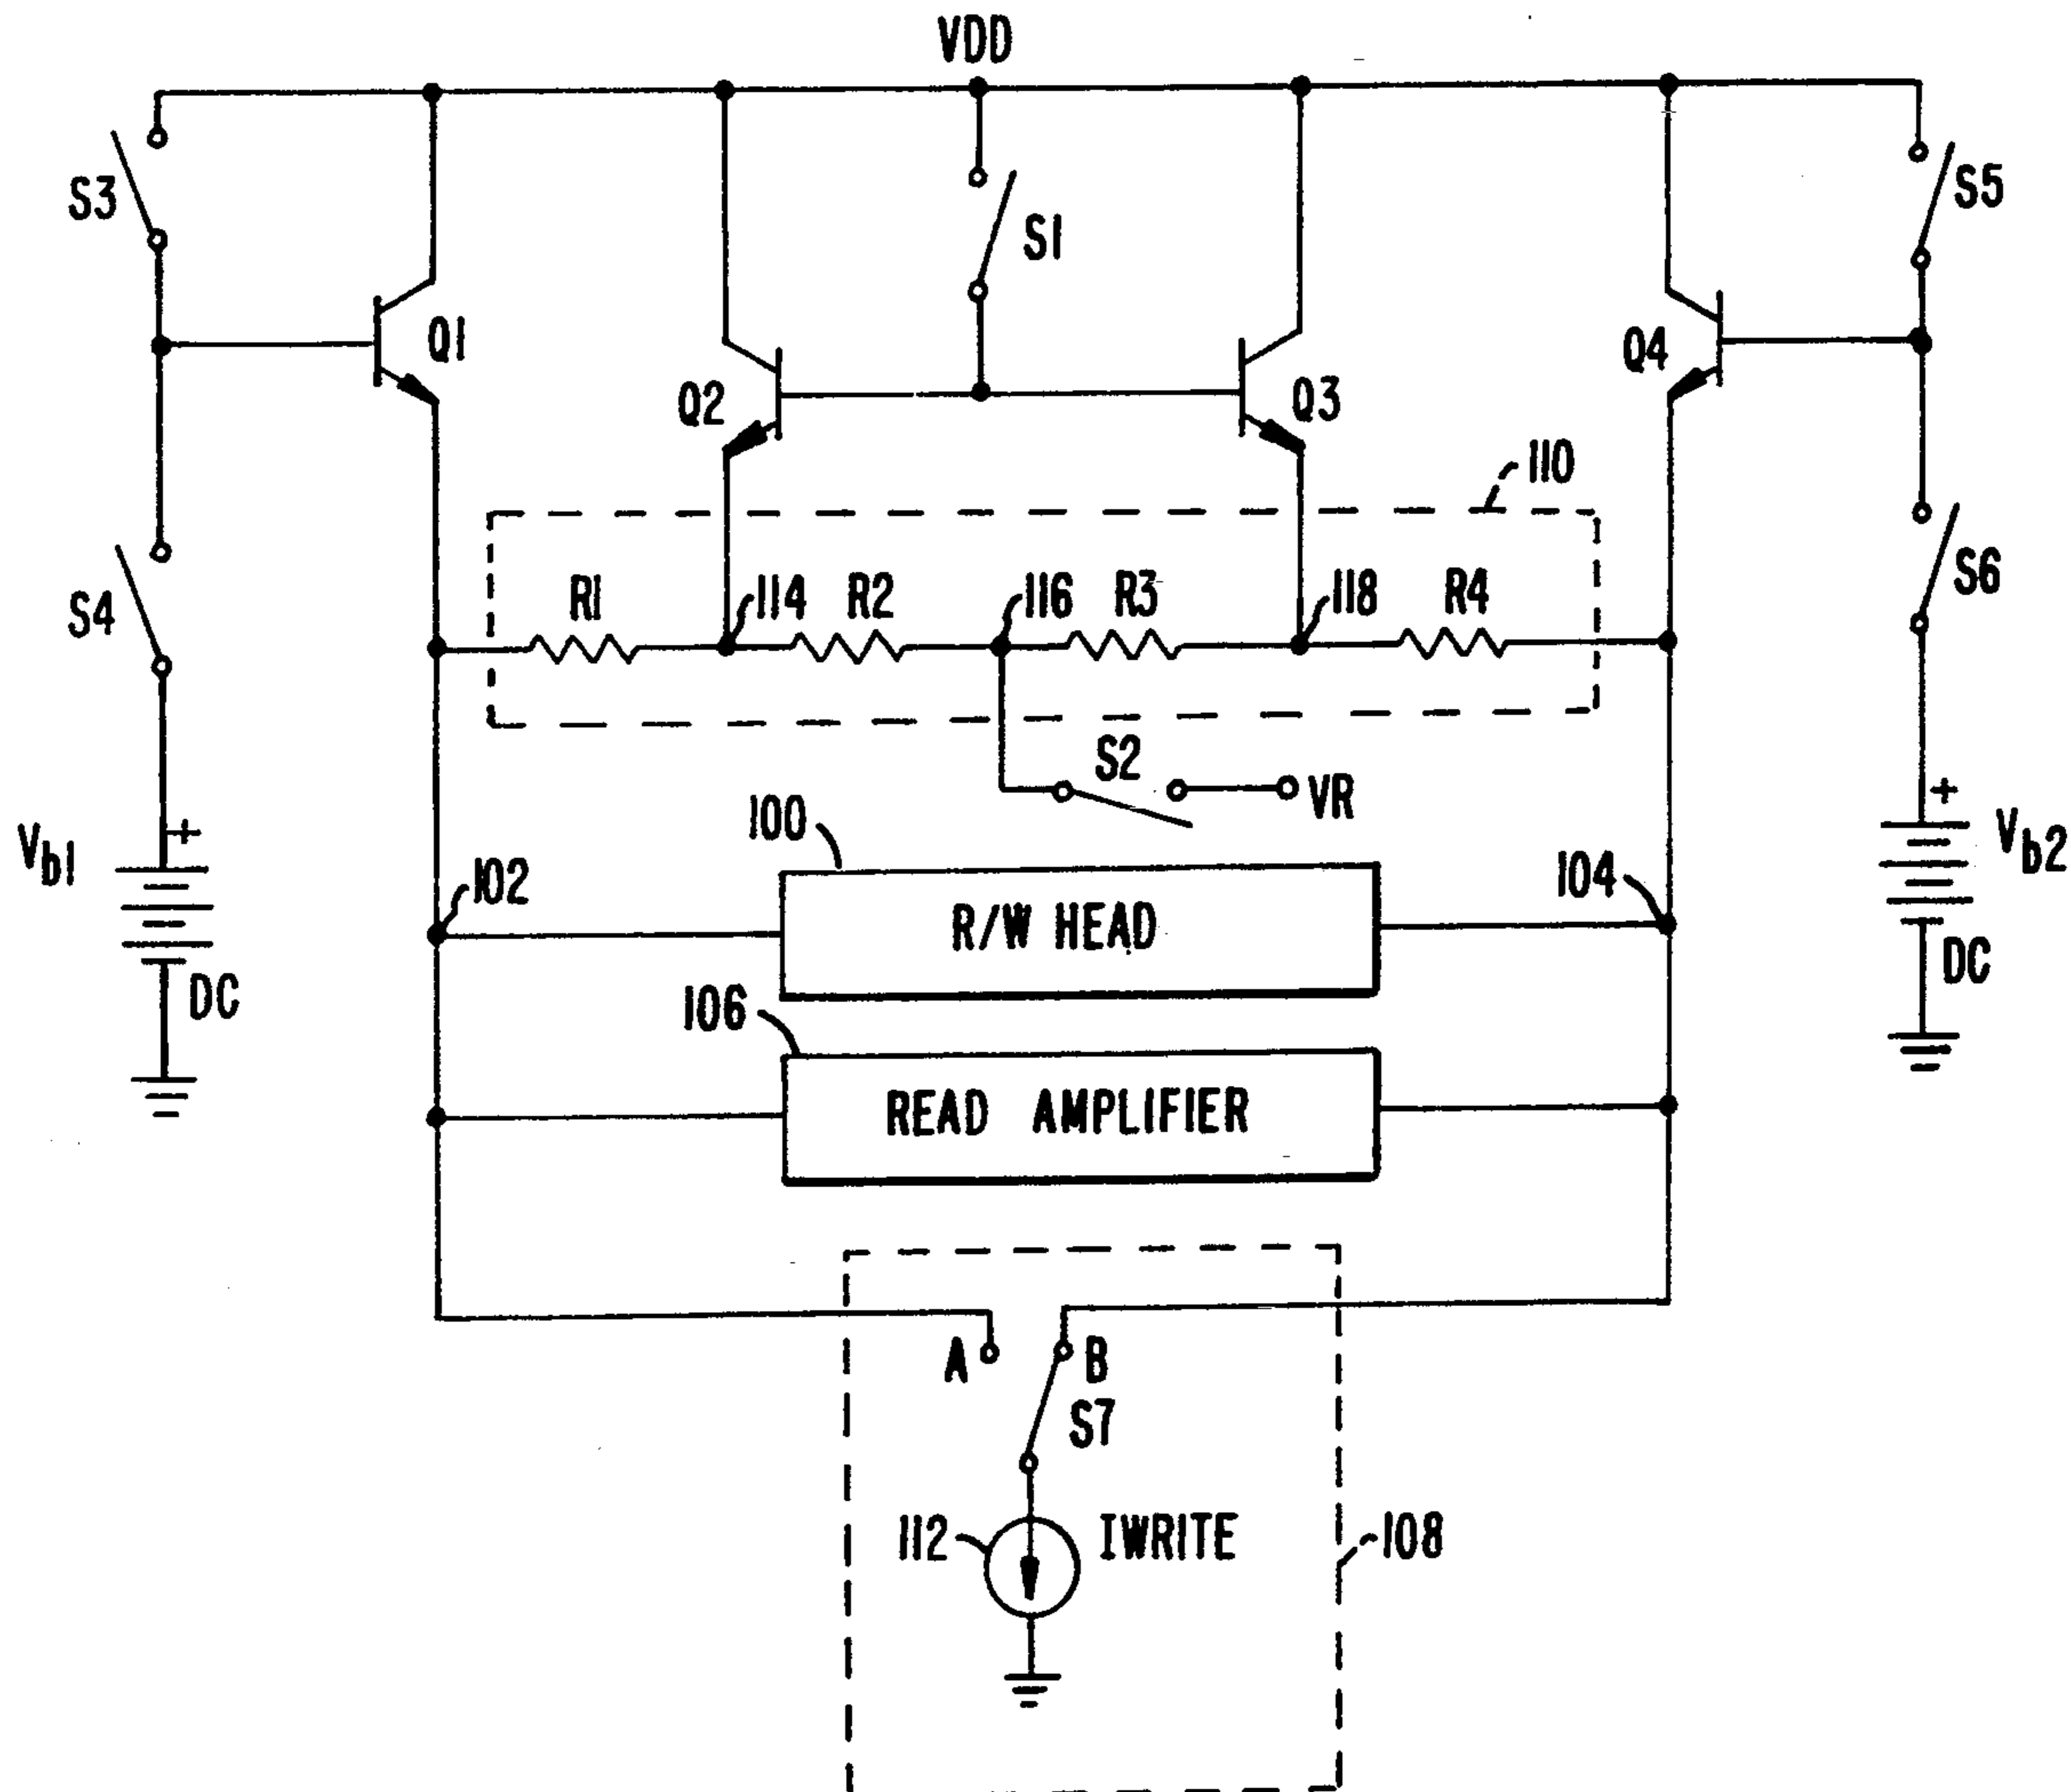 VDD
S3
S1
S5
Q1
Q2
Q3
Q4
110
S4
R1
114
R2
116
R3
118
R4
S6
S2
VR
100
Vb1
+
102
R/W HEAD
104
+
Vb2
DC
106
DC
READ AMPLIFIER
A
B
S7
112
IWRITE
108